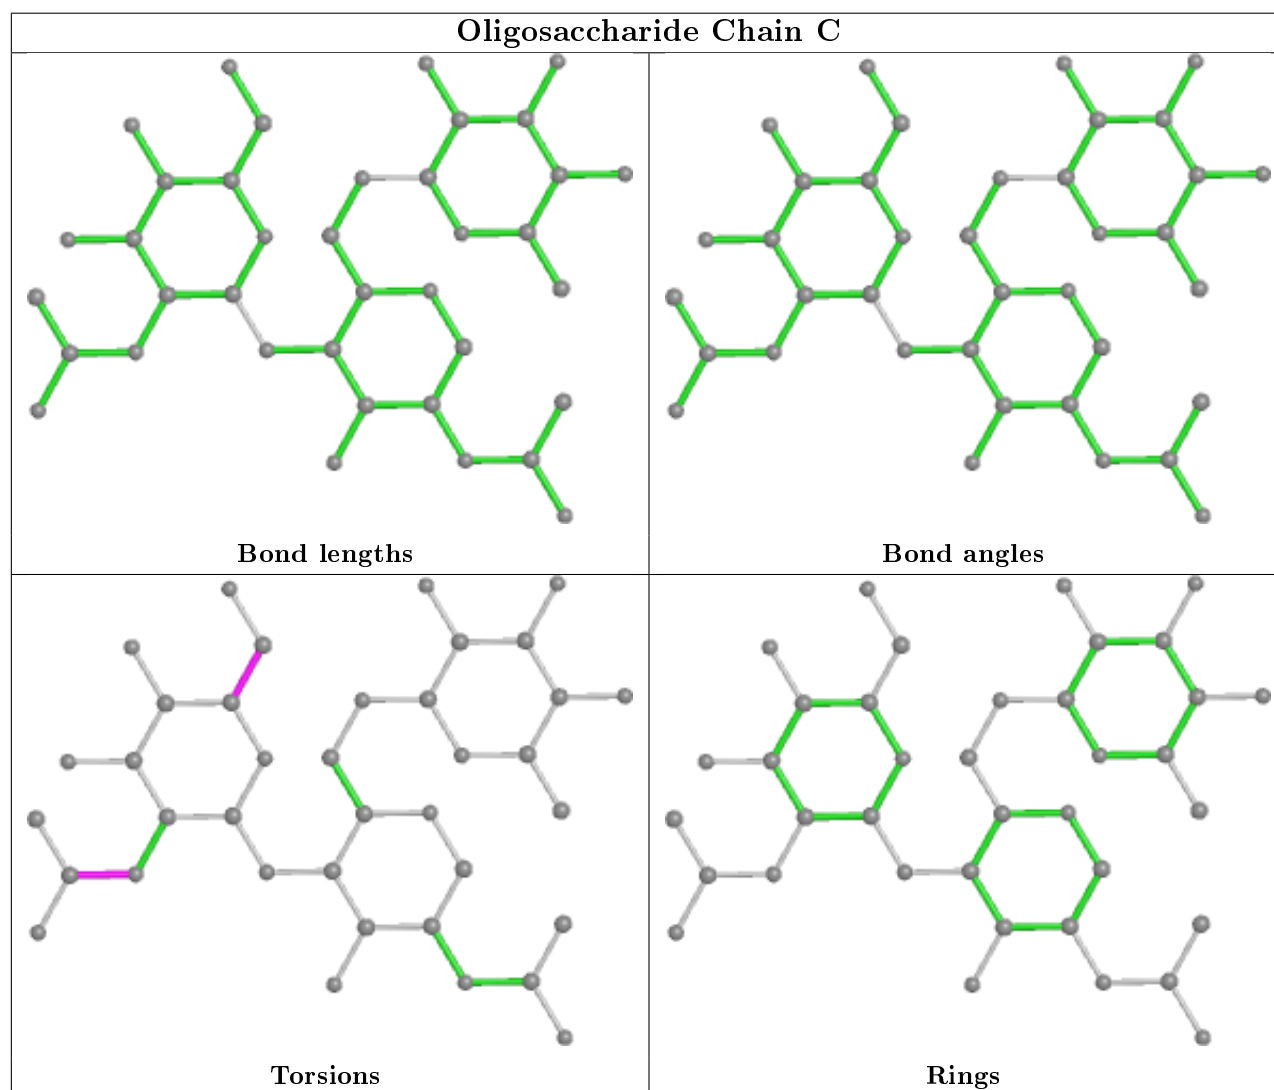 Oligosaccharide Chain C
Bond lengths
Bond angles
Torsions
Rings